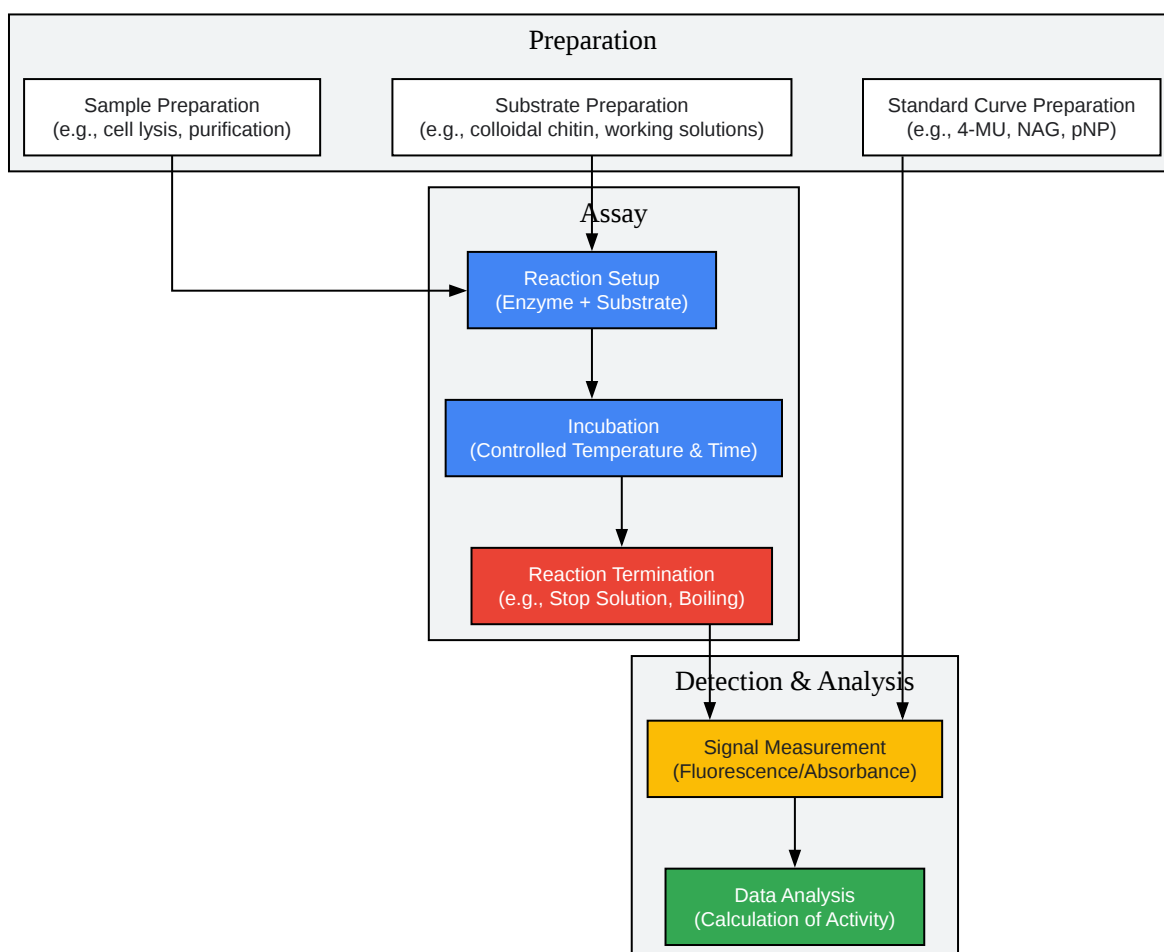 Preparation
Sample Preparation
(e.g., cell lysis, purification)
Substrate Preparation
(e.g., colloidal chitin, working solutions)
Standard Curve Preparation
(e.g., 4-MU, NAG, pNP)
Assay
Reaction Setup
(Enzyme + Substrate)
Incubation
(Controlled Temperature & Time)
Reaction Termination
(e.g., Stop Solution, Boiling)
Detection & Analysis
Signal Measurement
(Fluorescence/Absorbance)
Data Analysis
(Calculation of Activity)